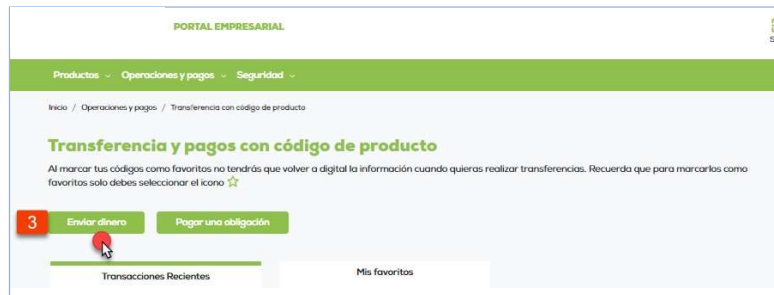 PORTAL EMPRESARIAL
Productos Operaciones y pagos Seguridad
Inicio / Operaciones y pagos / Transferencia con código de producto
Transferencia y pagos con código de producto
Al marcar tus códigos como favoritos no tendrás que volver a digital la información cuando quieras realizar transferencias. Recuerda que para marcarlos como
favoritos solo debes seleccionar el icono
3 Enviar dinero Pagar una obligación
Transacciones Recientes Mis favoritos